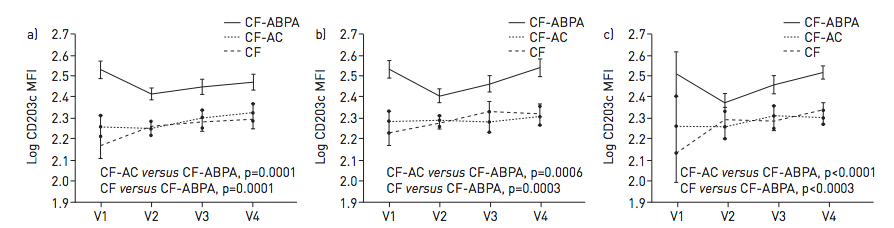 a)
CF-ABPA
CF-AC
CF
Log CD203c MFI
2.7
2.6
2.5
2.4
2.3
2.2
2.1
2.0
1.9
CF-AC versus CF-ABPA, p=0.0001
CF versus CF-ABPA, p=0.0001
V1 V2 V3 V4
b)
CF-ABPA
CF-AC
CF
Log CD203c MFI
2.7
2.6
2.5
2.4
2.3
2.2
2.1
2.0
1.9
CF-AC versus CF-ABPA, p=0.0006
CF versus CF-ABPA, p=0.0003
V1 V2 V3 V4
c)
CF-ABPA
CF-AC
CF
Log CD203c MFI
2.7
2.6
2.5
2.4
2.3
2.2
2.1
2.0
1.9
CF-AC versus CF-ABPA, p<0.0001
CF versus CF-ABPA, p<0.0003
V1 V2 V3 V4